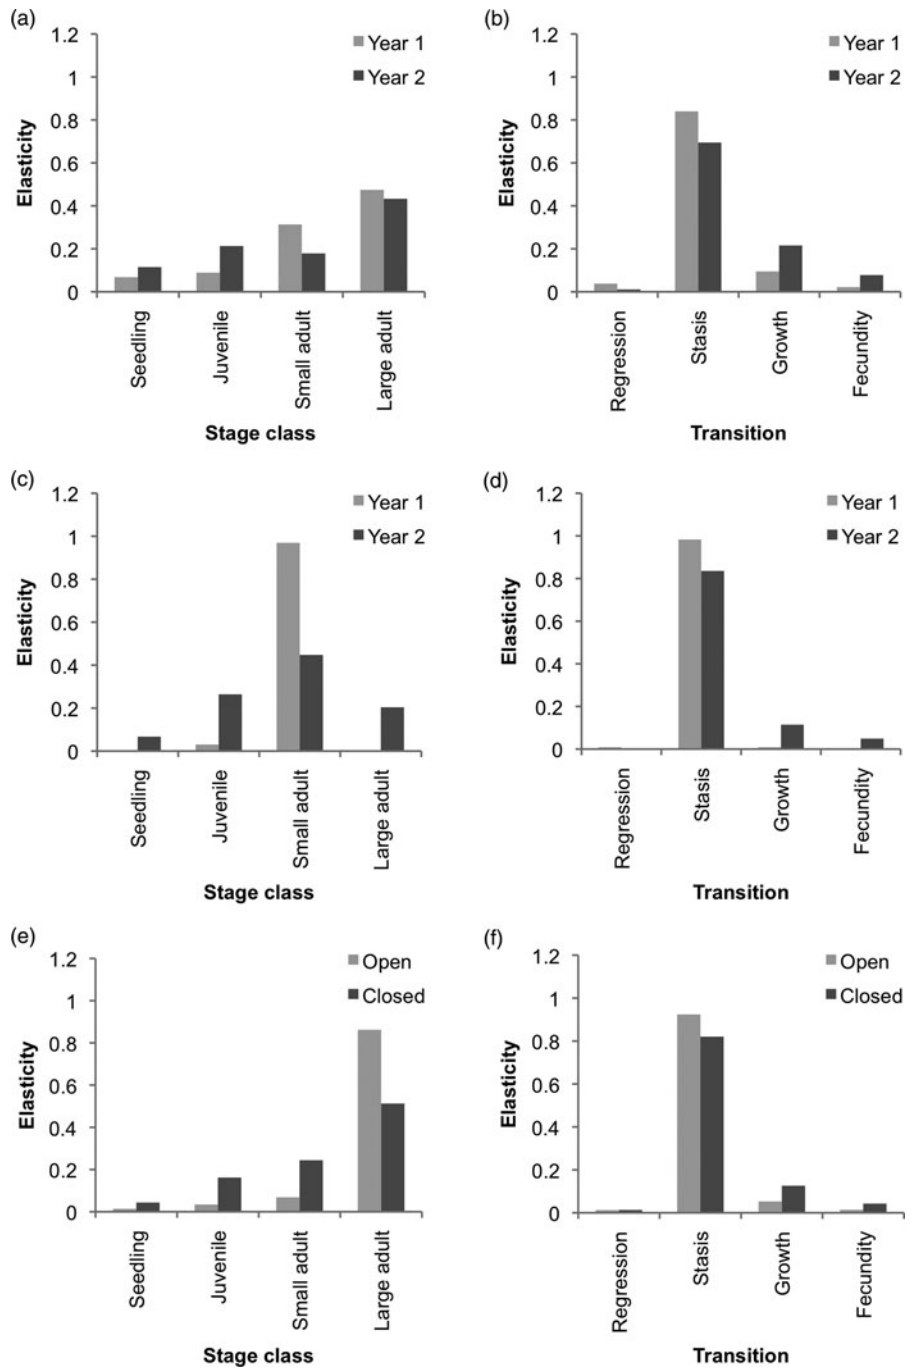 (a)
1.2
1
0.8
0.6
0.4
0.2
0
Elasticity
Year 1
Year 2
Seedling
Juvenile
Small adult
Large adult
Stage class
(b)
1.2
1
0.8
0.6
0.4
0.2
0
Elasticity
Year 1
Year 2
Regression
Stasis
Growth
Fecundity
Transition
(c)
1.2
1
0.8
0.6
0.4
0.2
0
Elasticity
Year 1
Year 2
Seedling
Juvenile
Small adult
Large adult
Stage class
(d)
1.2
1
0.8
0.6
0.4
0.2
0
Elasticity
Year 1
Year 2
Regression
Stasis
Growth
Fecundity
Transition
(e)
1.2
1
0.8
0.6
0.4
0.2
0
Elasticity
Open
Closed
Seedling
Juvenile
Small adult
Large adult
Stage class
(f)
1.2
1
0.8
0.6
0.4
0.2
0
Elasticity
Open
Closed
Regression
Stasis
Growth
Fecundity
Transition